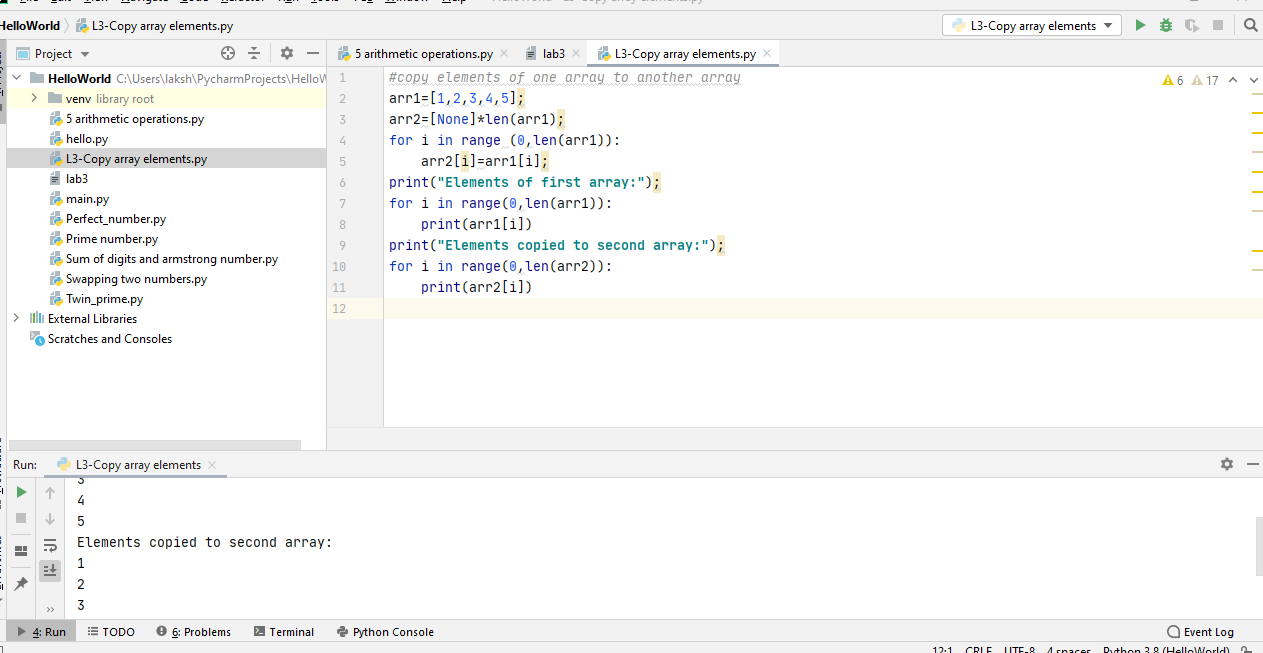 HelloWorld L3-Copy array elements.py L3-Copy array elements
Project 5 arithmetic operations.py lab3 L3-Copy array elements.py
HelloWorld C:\Users\laksh\PycharmProjects\HelloW
venv library root
5 arithmetic operations.py
hello.py
L3-Copy array elements.py
lab3
main.py
Perfect_number.py
Prime number.py
Sum of digits and armstrong number.py
Swapping two numbers.py
Twin_prime.py
External Libraries
Scratches and Consoles
6 17
1 #copy elements of one array to another array
2 arr1=[1,2,3,4,5];
3 arr2=[None]*len(arr1);
4 for i in range (0,len(arr1)):
5 arr2[i]=arr1[i];
6 print("Elements of first array:");
7 for i in range(0,len(arr1)):
8 print(arr1[i])
9 print("Elements copied to second array:");
10 for i in range(0,len(arr2)):
11 print(arr2[i])
12
Run: L3-Copy array elements
3
4
5
Elements copied to second array:
1
2
3
4: Run TODO 6: Problems Terminal Python Console Event Log
12:1 CRLF UTF-8 4 spaces Python 3.8 (HelloWorld)